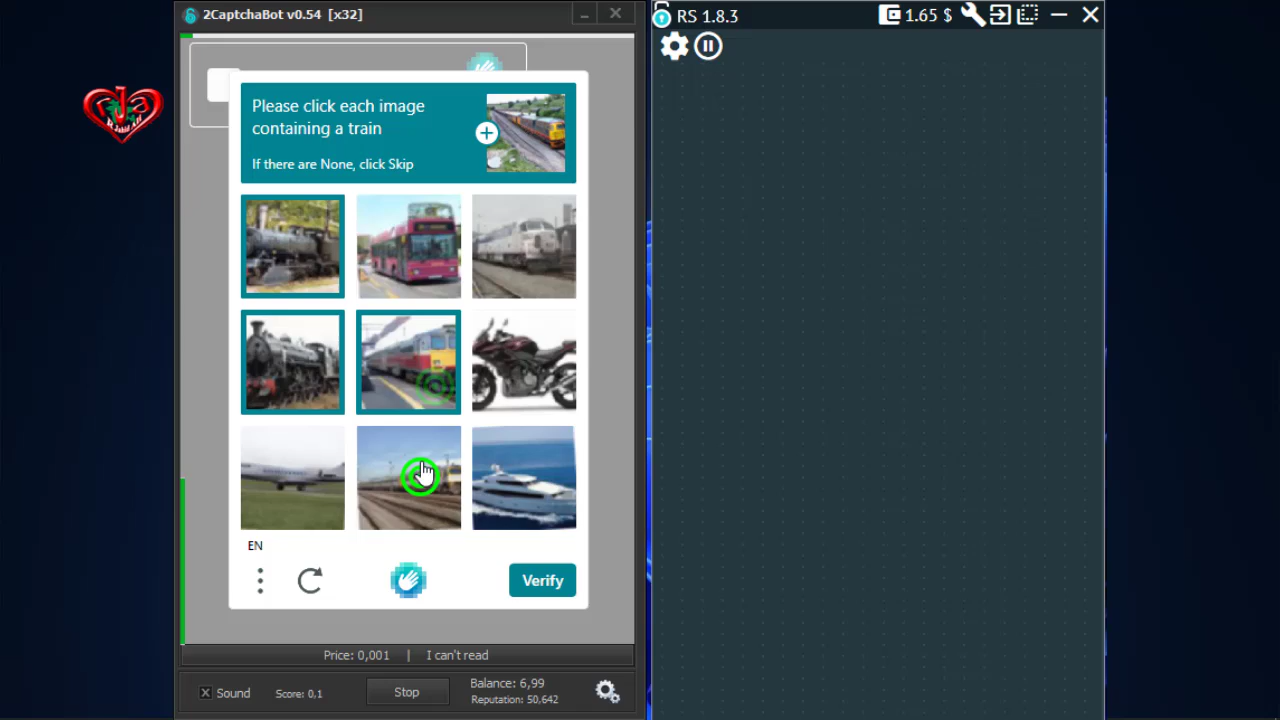 2CaptchaBot v0.54 [x32]
Please click each image
containing a train
If there are None, click Skip
EN
Verify
Price: 0,001 | I can't read
Sound
Score: 0,1
Stop
Balance: 6,99
Reputation: 50,642
RS 1.8.3
1.65 $